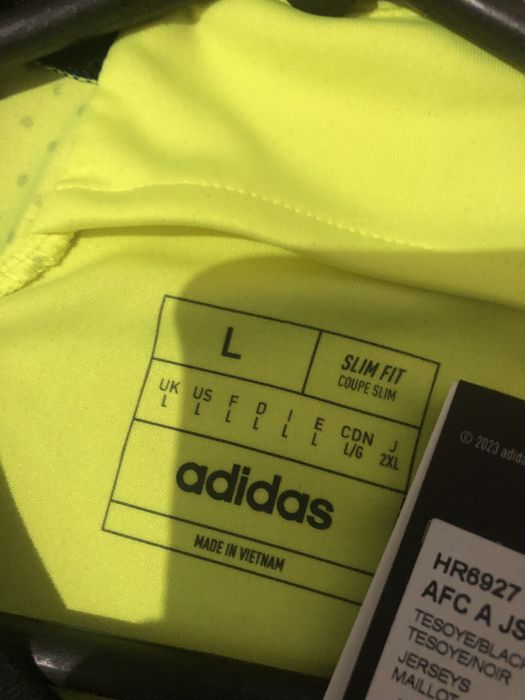 L
SLIM FIT
COUPE SLIM
UK US F D I E CDN J
L L L L L L L/G 2XL
adidas
MADE IN VIETNAM
© 2023 adidas
HR6927
AFC A JS
TESOYE/BLAC
TESOYE/NOIR
JERSEYS
MAILLOT